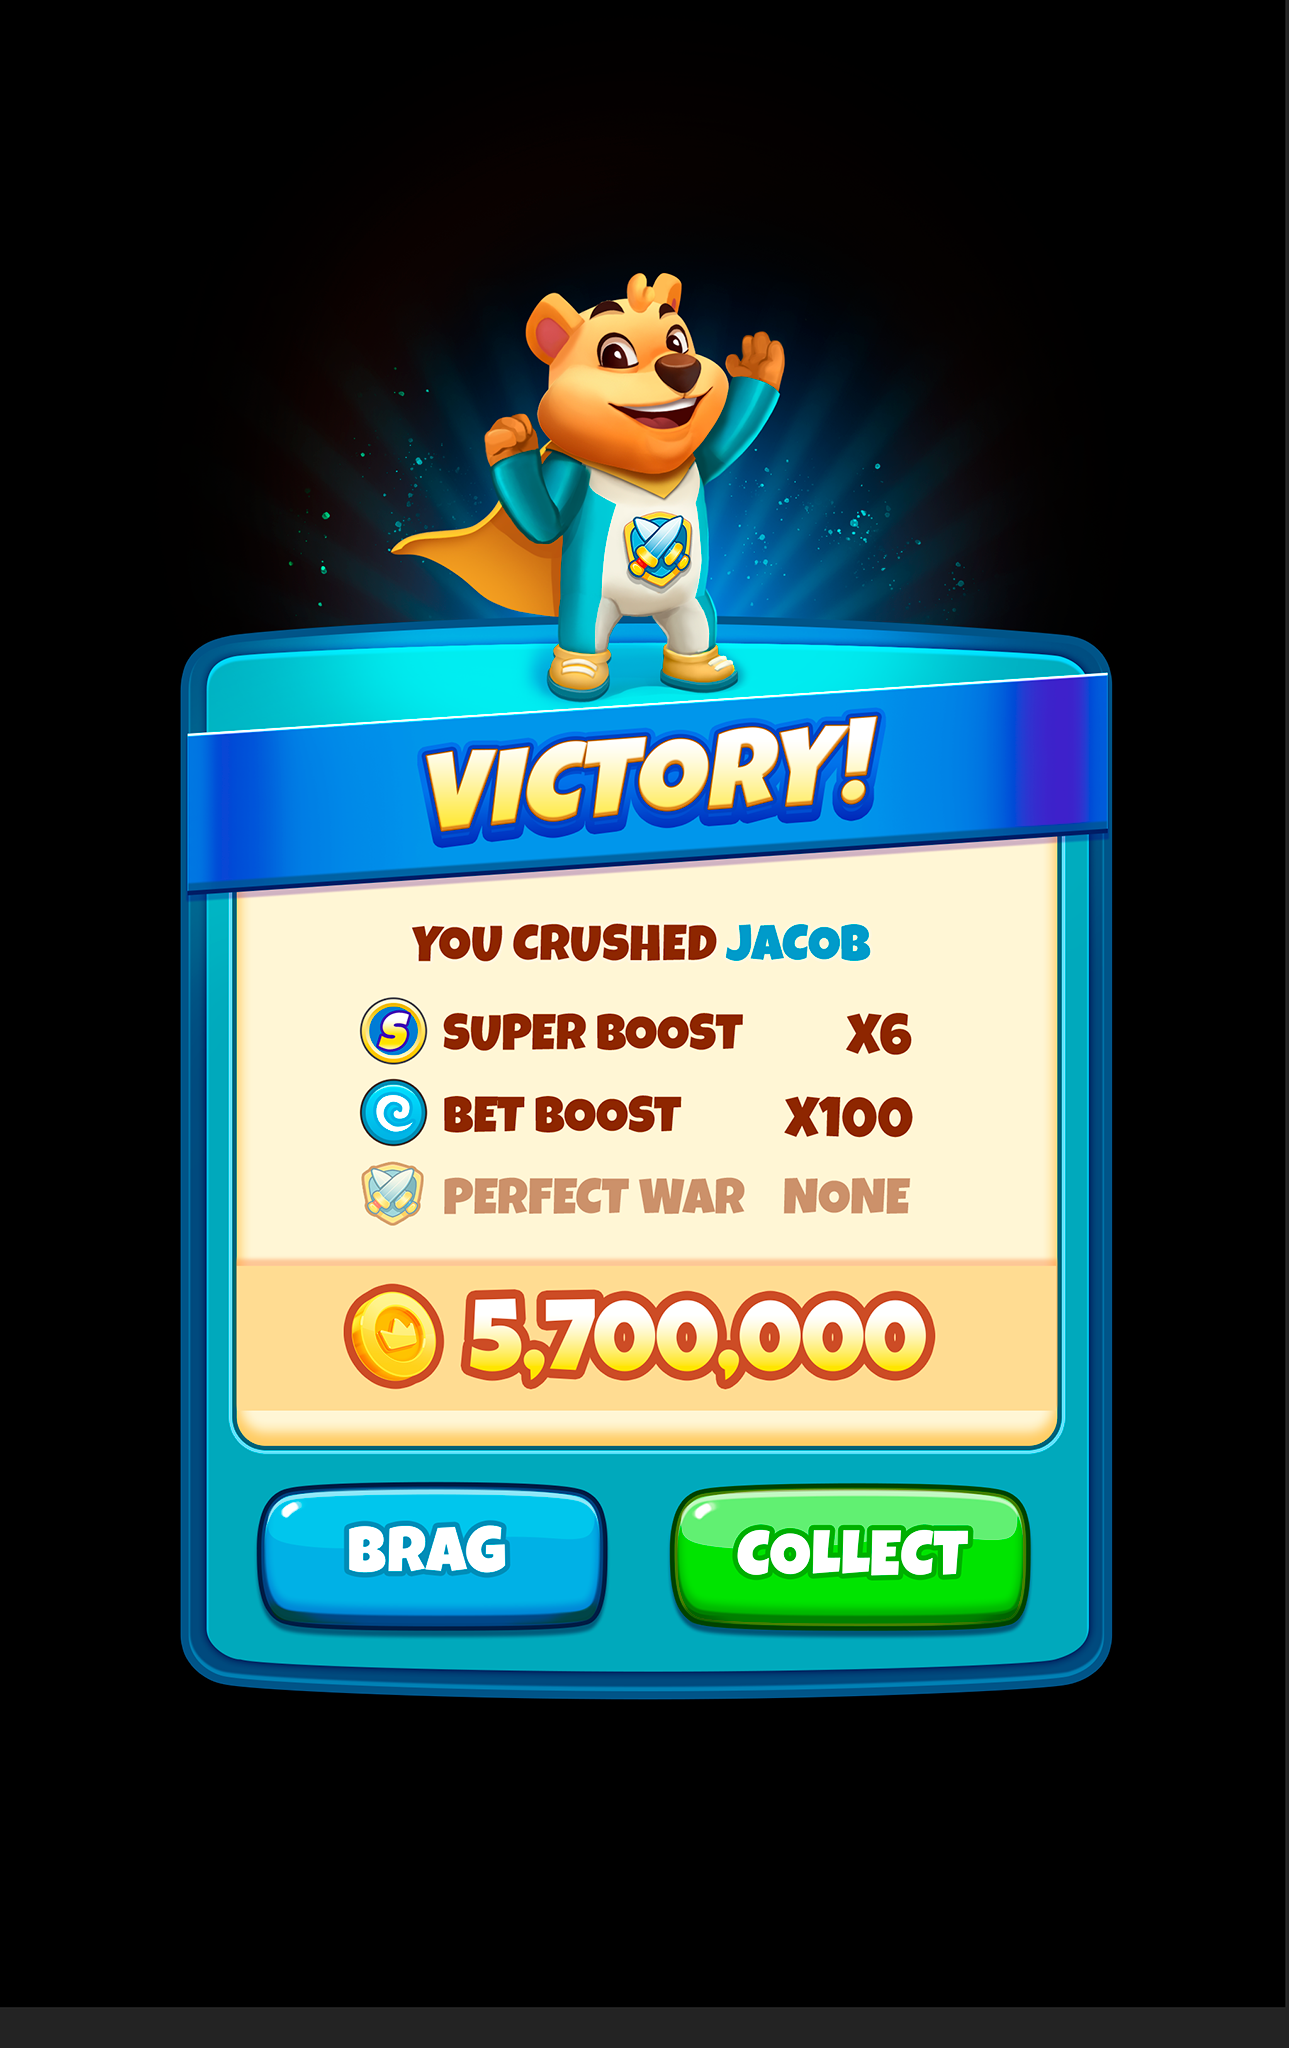 VICTORY!
YOU CRUSHED JACOB
S SUPER BOOST X6
BET BOOST X100
PERFECT WAR NONE
5,700,000
BRAG COLLECT